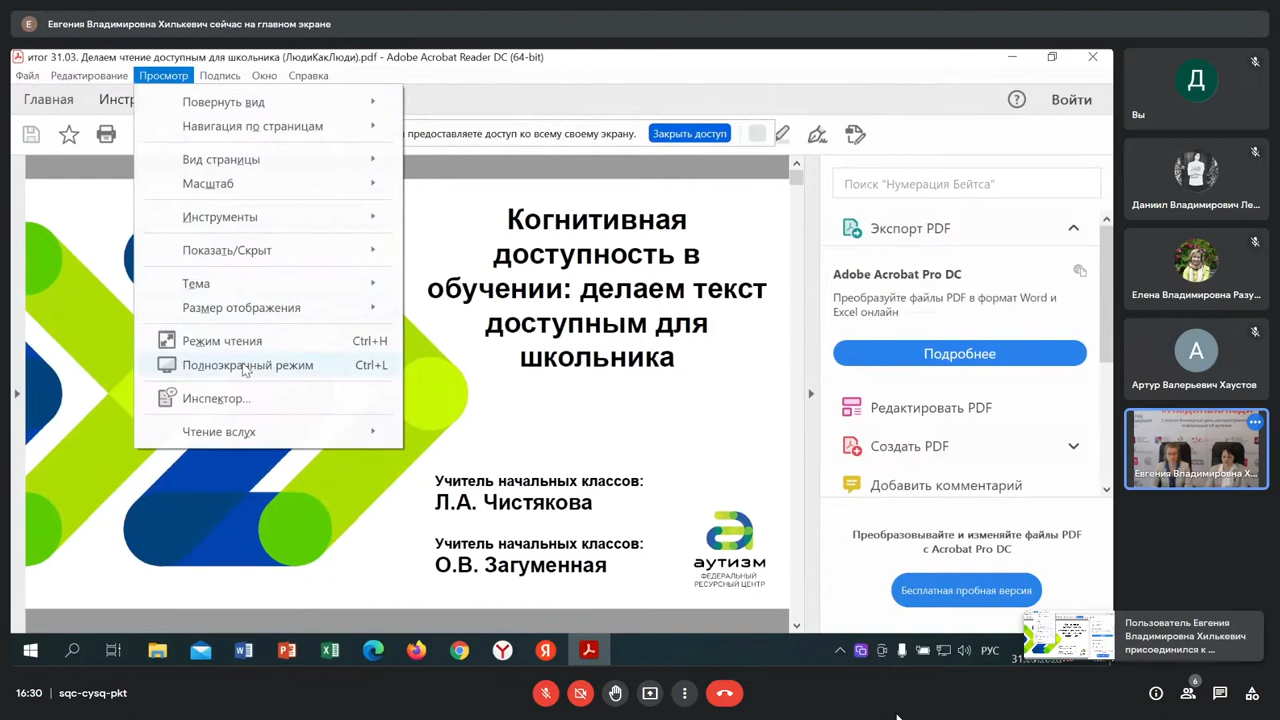 Е Евгения Владимировна Хилькевич сейчас на главном экране
итог 31.03. Делаем чтение доступным для школьника (ЛюдиКакЛюди).pdf - Adobe Acrobat Reader DC (64-bit)
Файл Редактирование Просмотр Подпись Окно Справка
Главная Инстр
Войти
предоставляете доступ ко всему своему экрану. Закрыть доступ
Повернуть вид
Навигация по страницам
Вид страницы
Масштаб
Инструменты
Показать/Скрыт
Тема
Размер отображения
Режим чтения Ctrl+H
Полноэкранный режим Ctrl+L
Инспектор...
Чтение вслух
Когнитивная
доступность в
обучении: делаем текст
доступным для
школьника
Учитель начальных классов:
Л.А. Чистякова
Учитель начальных классов:
О.В. Загуменная
аутизм
ФЕДЕРАЛЬНЫЙ
РЕСУРСНЫЙ ЦЕНТР
Поиск "Нумерация Бейтса"
Экспорт PDF
Adobe Acrobat Pro DC
Преобразуйте файлы PDF в формат Word и
Excel онлайн
Подробнее
Редактировать PDF
Создать PDF
Добавить комментарий
Преобразовывайте и изменяйте файлы PDF
с Acrobat Pro DC
Бесплатная пробная версия
Д
Вы
Даниил Владимирович Ле...
Елена Владимировна Разу...
А
Артур Валерьевич Хаустов
Евгения Владимировна Х...
Пользователь Евгения
Владимировна Хилькевич
присоединился к ...
РУС
16:30 sqc-cysq-pkt
6